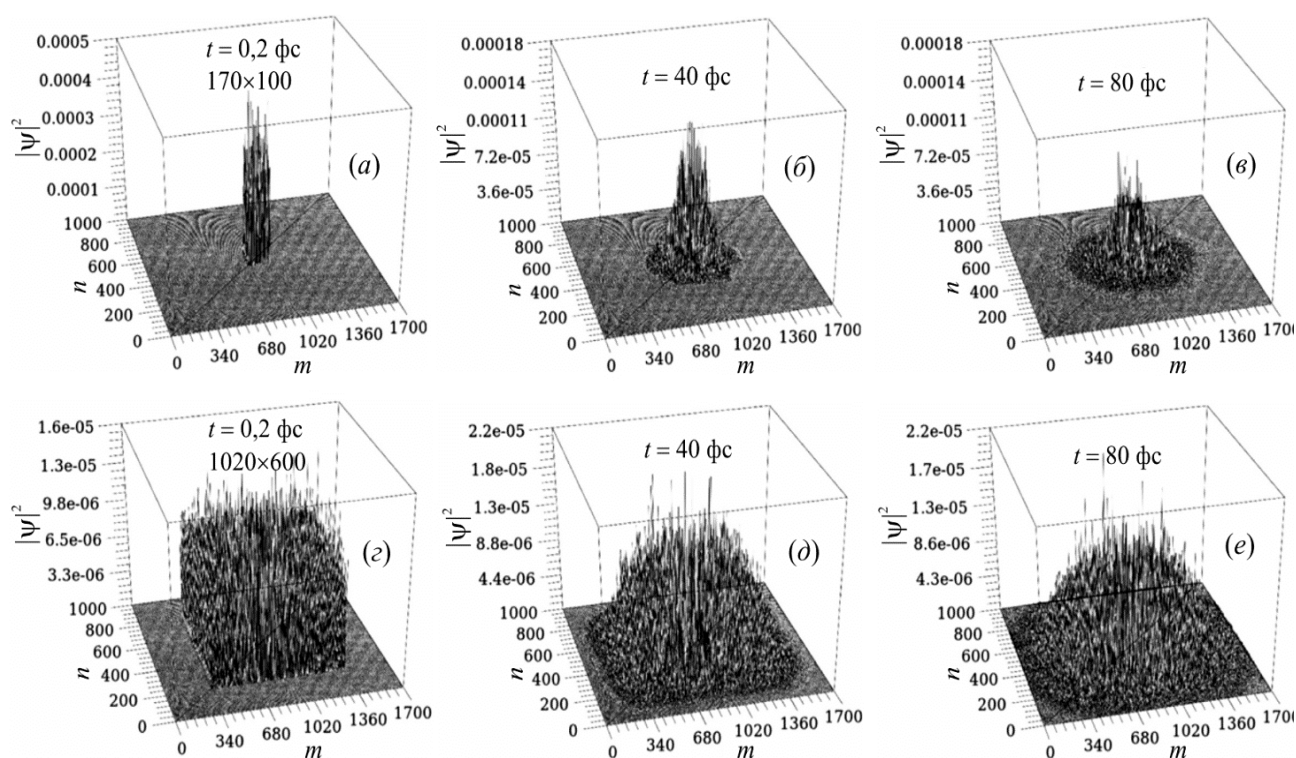 0.0005
0.0004
0.0003
0.0002
0.0001
|ψ|²
t = 0,2 фс
170×100
(а)
1000
800
600
400
200
0
n
0
340
680
1020
1360
1700
m
0.00018
0.00014
0.00011
7.2e-05
3.6e-05
|ψ|²
t = 40 фс
(б)
1000
800
600
400
200
0
n
0
340
680
1020
1360
1700
m
0.00018
0.00014
0.00011
7.2e-05
3.6e-05
|ψ|²
t = 80 фс
(в)
1000
800
600
400
200
0
n
0
340
680
1020
1360
1700
m
1.6e-05
1.3e-05
9.8e-06
6.5e-06
3.3e-06
|ψ|²
t = 0,2 фс
1020×600
(г)
1000
800
600
400
200
0
n
0
340
680
1020
1360
1700
m
2.2e-05
1.8e-05
1.3e-05
8.8e-06
4.4e-06
|ψ|²
t = 40 фс
(д)
1000
800
600
400
200
0
n
0
340
680
1020
1360
1700
m
2.2e-05
1.7e-05
1.3e-05
8.6e-06
4.3e-06
|ψ|²
t = 80 фс
(е)
1000
800
600
400
200
0
n
0
340
680
1020
1360
1700
m